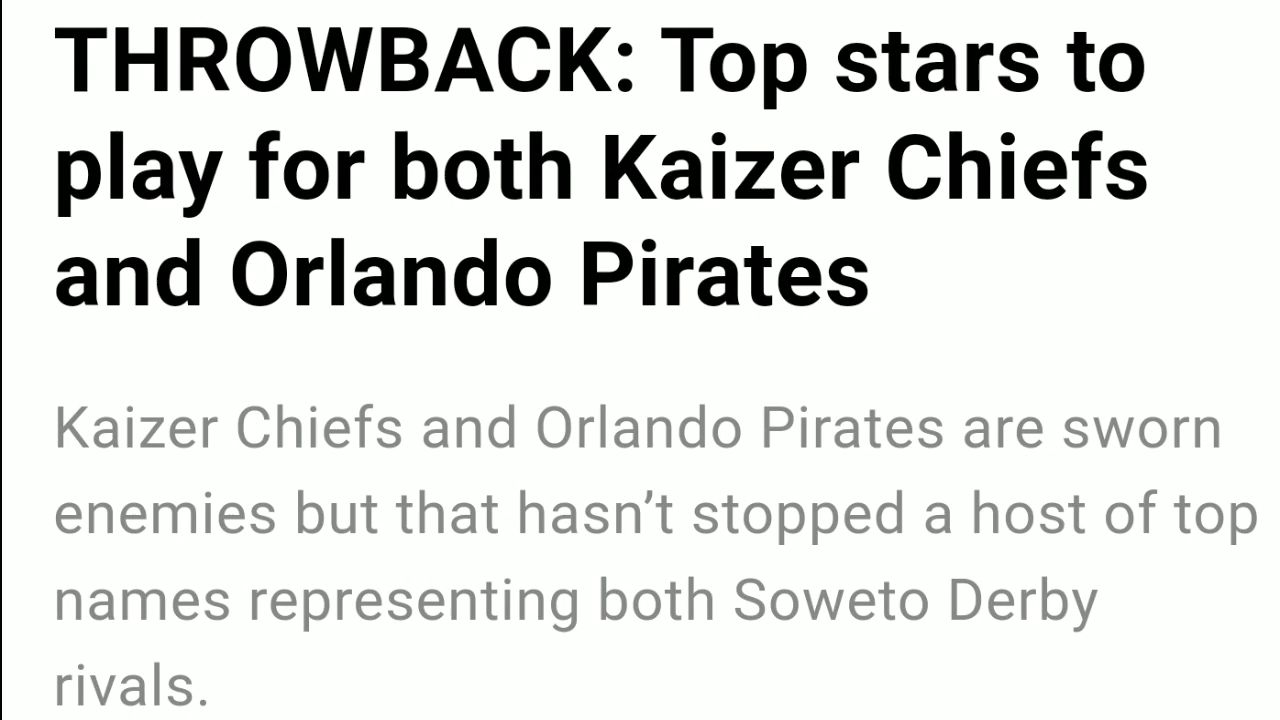 THROWBACK: Top stars to
play for both Kaizer Chiefs
and Orlando Pirates
Kaizer Chiefs and Orlando Pirates are sworn
enemies but that hasn’t stopped a host of top
names representing both Soweto Derby
rivals.